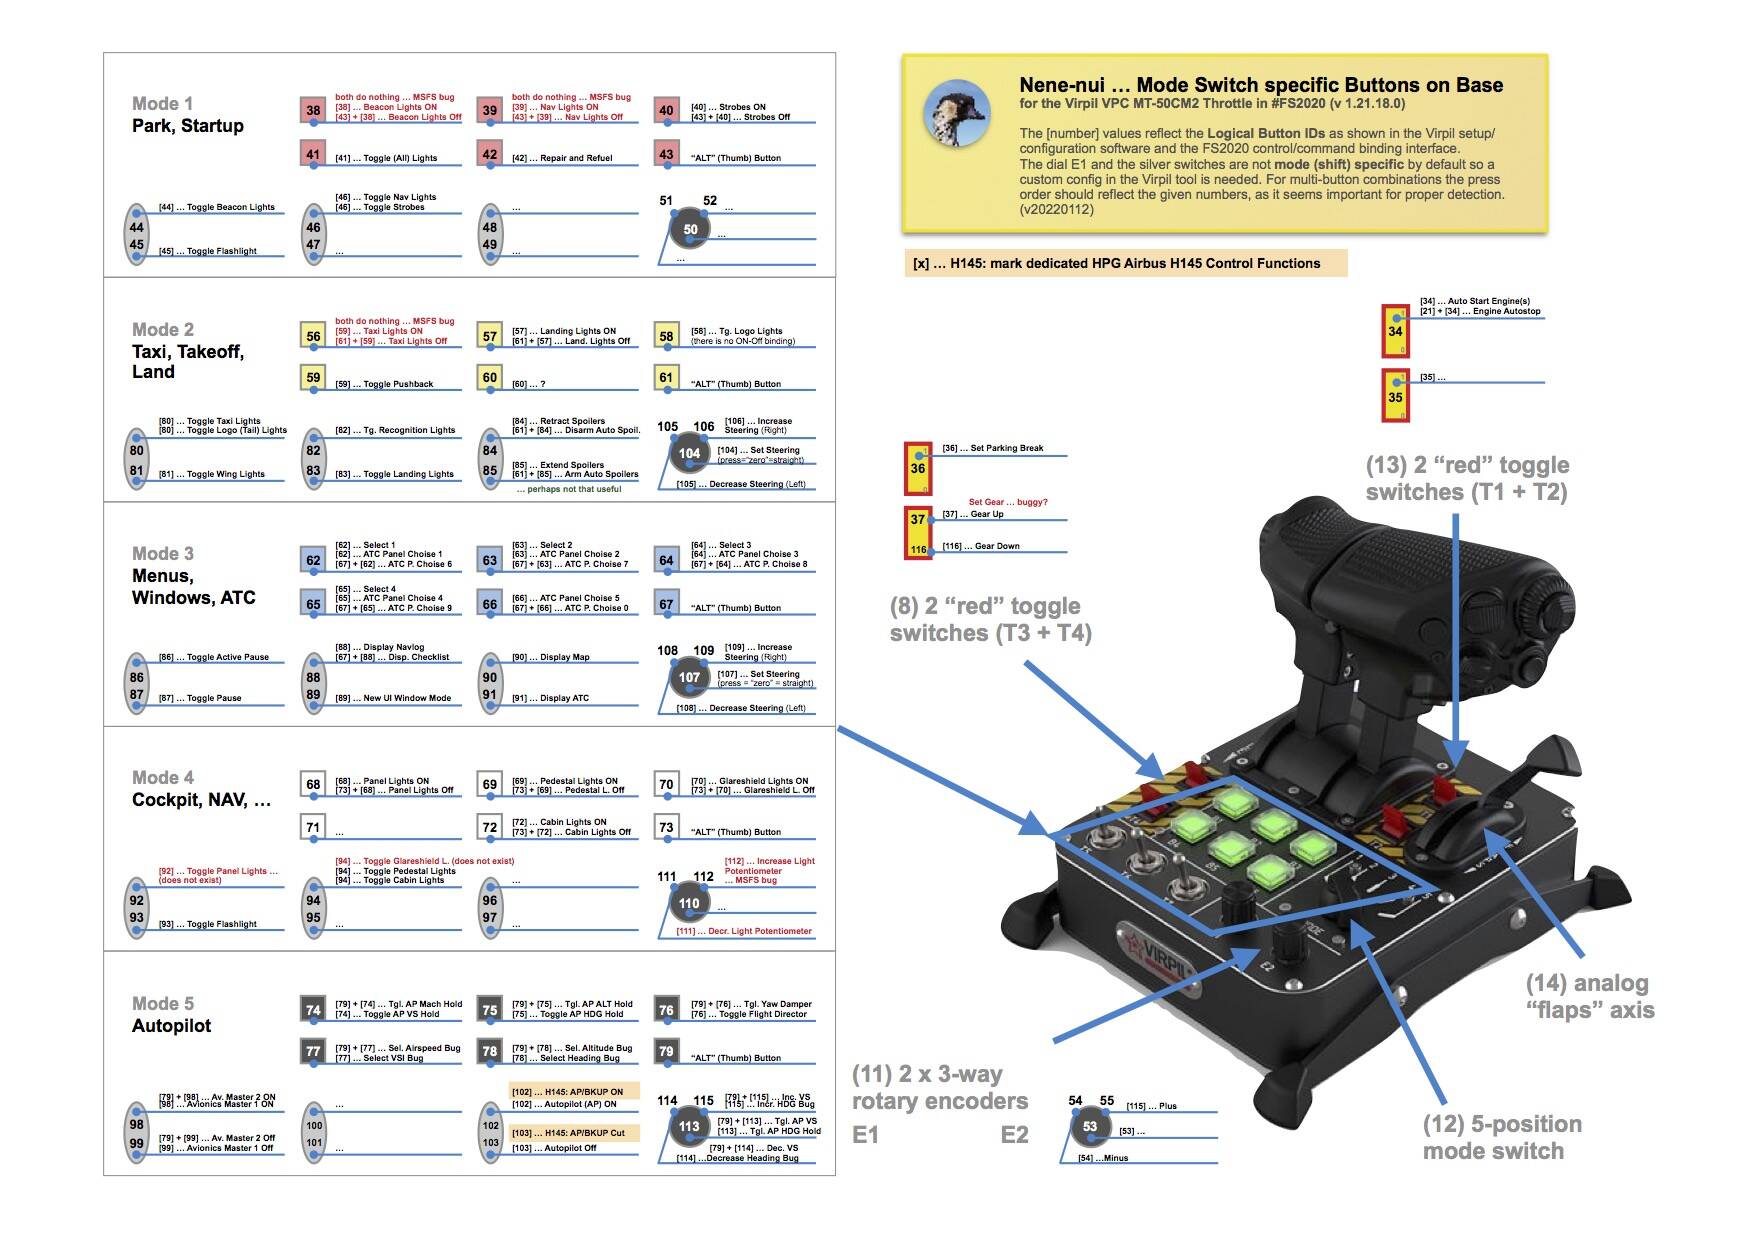 Mode 1
Park, Startup
38
both do nothing ... MSFS bug
[38] ... Beacon Lights ON
[43] + [38] ... Beacon Lights Off
39
both do nothing ... MSFS bug
[39] ... Nav Lights ON
[43] + [39] ... Nav Lights Off
40
[40] ... Strobes ON
[43] + [40] ... Strobes Off
41
[41] ... Toggle (All) Lights
42
[42] ... Repair and Refuel
43
“ALT” (Thumb) Button
44
45
[44] ... Toggle Beacon Lights
[45] ... Toggle Flashlight
46
47
[46] ... Toggle Nav Lights
[46] ... Toggle Strobes
...
48
49
...
...
51 52
50
...
...
...
Mode 2
Taxi, Takeoff,
Land
56
both do nothing ... MSFS bug
[59] ... Taxi Lights ON
[61] + [59] ... Taxi Lights Off
57
[57] ... Landing Lights ON
[61] + [57] ... Land. Lights Off
58
[58] ... Tg. Logo Lights
(there is no ON-Off binding)
59
[59] ... Toggle Pushback
60
[60] ... ?
61
“ALT” (Thumb) Button
80
81
[80] ... Toggle Taxi Lights
[80] ... Toggle Logo (Tail) Lights
[81] ... Toggle Wing Lights
82
83
[82] ... Tg. Recognition Lights
[83] ... Toggle Landing Lights
84
85
[84] ... Retract Spoilers
[61] + [84] ... Disarm Auto Spoil.
[85] ... Extend Spoilers
[61] + [85] ... Arm Auto Spoilers
... perhaps not that useful
105 106
104
[106] ... Increase
Steering (Right)
[104] ... Set Steering
(press=“zero”=straight)
[105] ... Decrease Steering (Left)
Mode 3
Menus,
Windows, ATC
62
[62] ... Select 1
[62] ... ATC Panel Choise 1
[67] + [62] ... ATC P. Choise 6
63
[63] ... Select 2
[63] ... ATC Panel Choise 2
[67] + [63] ... ATC P. Choise 7
64
[64] ... Select 3
[64] ... ATC Panel Choise 3
[67] + [64] ... ATC P. Choise 8
65
[65] ... Select 4
[65] ... ATC Panel Choise 4
[67] + [65] ... ATC P. Choise 9
66
[66] ... ATC Panel Choise 5
[67] + [66] ... ATC P. Choise 0
67
“ALT” (Thumb) Button
86
87
[86] ... Toggle Active Pause
[87] ... Toggle Pause
88
89
[88] ... Display Navlog
[67] + [88] ... Disp. Checklist
[89] ... New UI Window Mode
90
91
[90] ... Display Map
[91] ... Display ATC
108 109
107
[109] ... Increase
Steering (Right)
[107] ... Set Steering
(press = “zero” = straight)
[108] ... Decrease Steering (Left)
Mode 4
Cockpit, NAV, ...
68
[68] ... Panel Lights ON
[73] + [68] ... Panel Lights Off
69
[69] ... Pedestal Lights ON
[73] + [69] ... Pedestal L. Off
70
[70] ... Glareshield Lights ON
[73] + [70] ... Glareshield L. Off
71
...
72
[72] ... Cabin Lights ON
[73] + [72] ... Cabin Lights Off
73
“ALT” (Thumb) Button
92
93
[92] ... Toggle Panel Lights ...
(does not exist)
[93] ... Toggle Flashlight
94
95
[94] ... Toggle Glareshield L. (does not exist)
[94] ... Toggle Pedestal Lights
[94] ... Toggle Cabin Lights
...
96
97
...
...
111 112
110
[112] ... Increase Light
Potentiometer
... MSFS bug
...
[111] ... Decr. Light Potentiometer
Mode 5
Autopilot
74
[79] + [74] ... Tgl. AP Mach Hold
[74] ... Toggle AP VS Hold
75
[79] + [75] ... Tgl. AP ALT Hold
[75] ... Toggle AP HDG Hold
76
[79] + [76] ... Tgl. Yaw Damper
[76] ... Toggle Flight Director
77
[79] + [77] ... Sel. Airspeed Bug
[77] ... Select VSI Bug
78
[79] + [78] ... Sel. Altitude Bug
[78] ... Select Heading Bug
79
“ALT” (Thumb) Button
98
99
[79] + [98] ... Av. Master 2 ON
[98] ... Avionics Master 1 ON
[79] + [99] ... Av. Master 2 Off
[99] ... Avionics Master 1 Off
100
101
...
...
102
103
[102] ... H145: AP/BKUP ON
[102] ... Autopilot (AP) ON
[103] ... H145: AP/BKUP Cut
[103] ... Autopilot Off
114 115
113
[79] + [115] ... Inc. VS
[115] ... Incr. HDG Bug
[79] + [113] ... Tgl. AP VS
[113] ... Tgl. AP HDG Hold
[79] + [114] ... Dec. VS
[114] ...Decrease Heading Bug
Nene-nui ... Mode Switch specific Buttons on Base
for the Virpil VPC MT-50CM2 Throttle in #FS2020 (v 1.21.18.0)
The [number] values reflect the Logical Button IDs as shown in the Virpil setup/
configuration software and the FS2020 control/command binding interface.
The dial E1 and the silver switches are not mode (shift) specific by default so a
custom config in the Virpil tool is needed. For multi-button combinations the press
order should reflect the given numbers, as it seems important for proper detection.
(v20220112)
[x] ... H145: mark dedicated HPG Airbus H145 Control Functions
1
34
0
[34] ... Auto Start Engine(s)
[21] + [34] ... Engine Autostop
1
35
0
[35] ...
1
36
0
[36] ... Set Parking Break
37
116
Set Gear ... buggy?
[37] ... Gear Up
[116] ... Gear Down
(13) 2 “red” toggle
switches (T1 + T2)
(8) 2 “red” toggle
switches (T3 + T4)
VIRPIL
E2
(14) analog
“flaps” axis
(11) 2 x 3-way
rotary encoders
E1 E2
54 55
53
[115] ... Plus
[53] ...
[54] ...Minus
(12) 5-position
mode switch